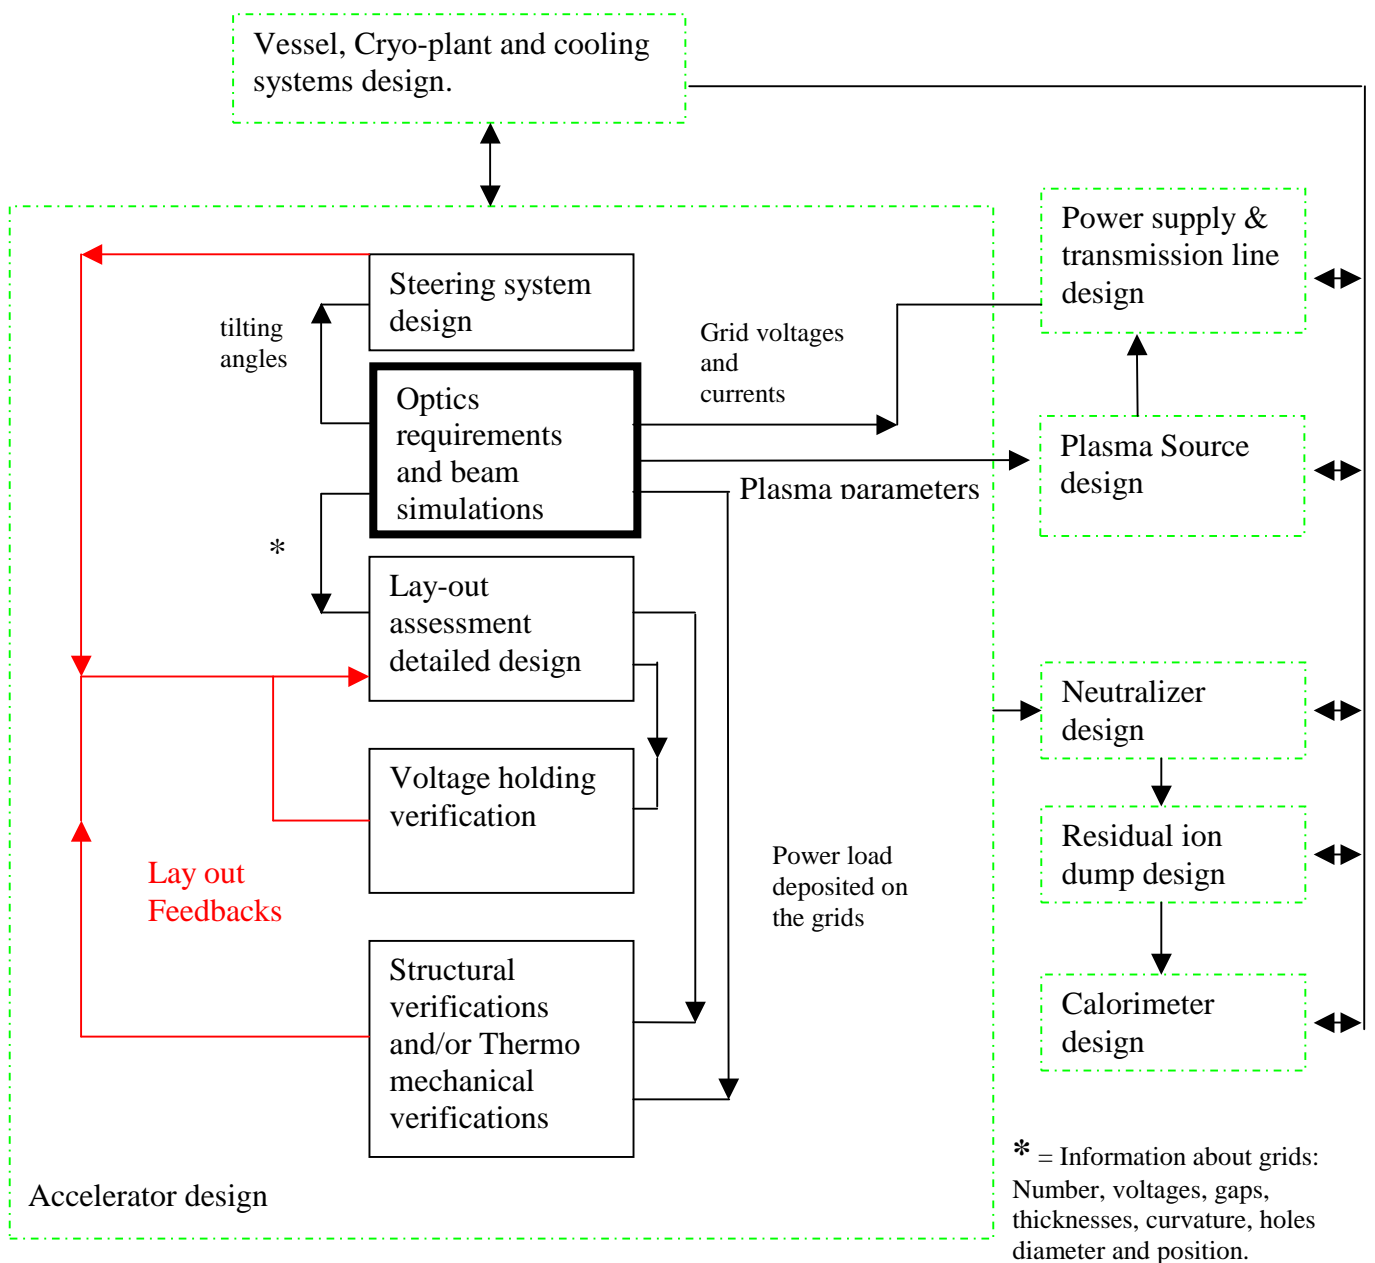 Vessel, Cryo-plant and cooling
systems design.
Power supply &
transmission line
design
Steering system
design
tilting
angles
Grid voltages
and
currents
Optics
requirements
and beam
simulations
Plasma Source
design
Plasma parameters
*
Lay-out
assessment
detailed design
Neutralizer
design
Voltage holding
verification
Residual ion
dump design
Power load
deposited on
the grids
Lay out
Feedbacks
Structural
verifications
and/or Thermo
mechanical
verifications
Calorimeter
design
Accelerator design
* = Information about grids:
Number, voltages, gaps,
thicknesses, curvature, holes
diameter and position.